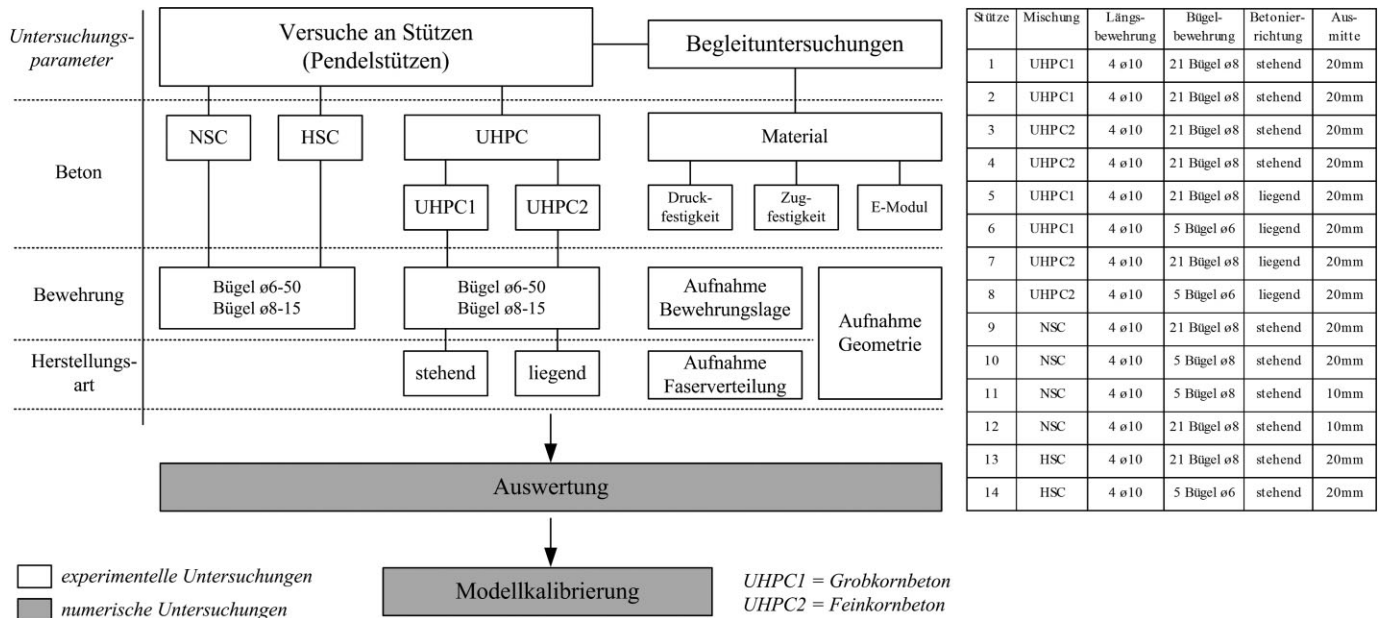 Untersuchungs-
parameter
Versuche an Stützen
(Pendelstützen)
Begleituntersuchungen
Beton
NSC
HSC
UHPC
Material
UHPC1
UHPC2
Druck-
festigkeit
Zug-
festigkeit
E-Modul
Bewehrung
Bügel ø6-50
Bügel ø8-15
Bügel ø6-50
Bügel ø8-15
Aufnahme
Bewehrungslage
Aufnahme
Geometrie
Herstellungs-
art
stehend
liegend
Aufnahme
Faserverteilung
Auswertung
Modellkalibrierung
experimentelle Untersuchungen
numerische Untersuchungen
UHPC1 = Grobkornbeton
UHPC2 = Feinkornbeton
Stütze Mischung Längs- Bügel- Betonier- Aus-
bewehrung bewehrung richtung mitte
1 UHPC1 4 ø10 21 Bügel ø8 stehend 20mm
2 UHPC1 4 ø10 21 Bügel ø8 stehend 20mm
3 UHPC2 4 ø10 21 Bügel ø8 stehend 20mm
4 UHPC2 4 ø10 21 Bügel ø8 stehend 20mm
5 UHPC1 4 ø10 21 Bügel ø8 liegend 20mm
6 UHPC1 4 ø10 5 Bügel ø6 liegend 20mm
7 UHPC2 4 ø10 21 Bügel ø8 liegend 20mm
8 UHPC2 4 ø10 5 Bügel ø6 liegend 20mm
9 NSC 4 ø10 21 Bügel ø8 stehend 20mm
10 NSC 4 ø10 5 Bügel ø8 stehend 20mm
11 NSC 4 ø10 5 Bügel ø8 stehend 10mm
12 NSC 4 ø10 21 Bügel ø8 stehend 10mm
13 HSC 4 ø10 21 Bügel ø8 stehend 20mm
14 HSC 4 ø10 5 Bügel ø6 stehend 20mm